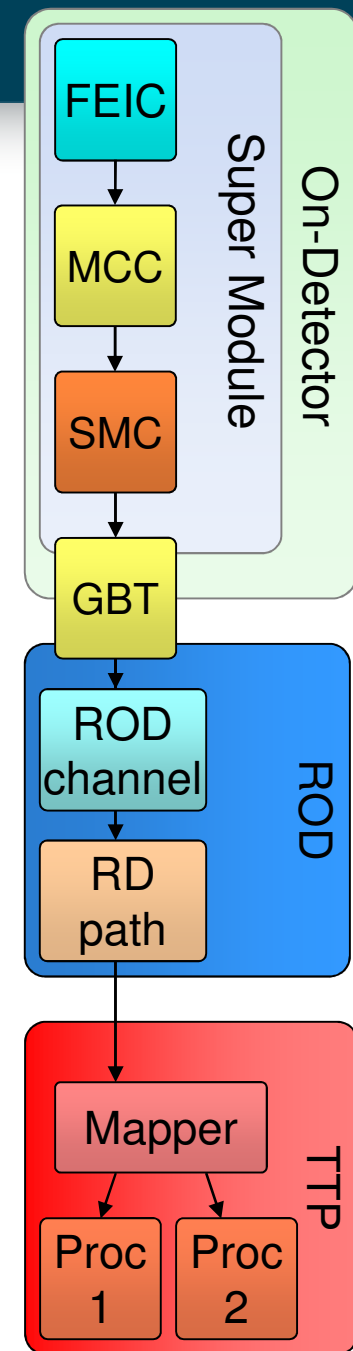 On-Detector
Super Module
FEIC
MCC
SMC
GBT
ROD
ROD
channel
RD
path
TTP
Mapper
Proc
1
Proc
2